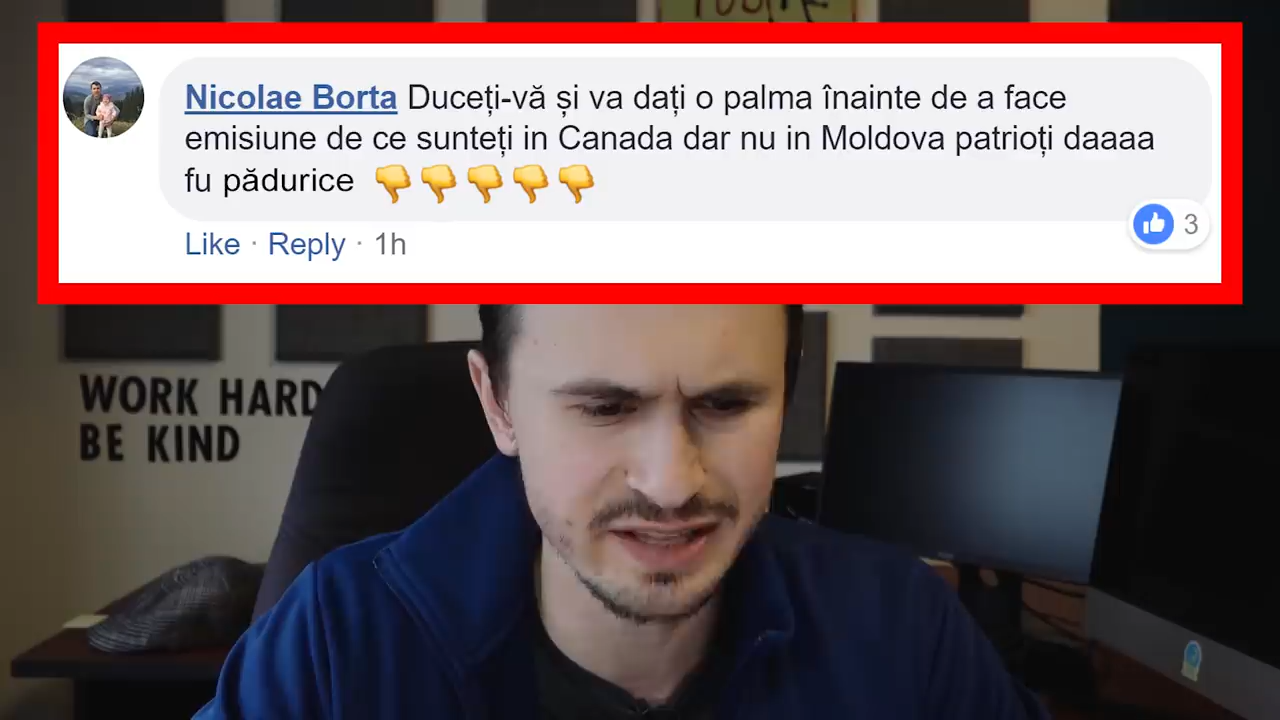 Nicolae Borta Duceți-vă și va dați o palma înainte de a face
emisiune de ce sunteți in Canada dar nu in Moldova patrioți daaaa
fu pădurice 👎👎👎👎👎
Like · Reply · 1h
3
WORK HARD
BE KIND